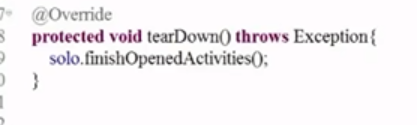 @Override
protected void tearDown() throws Exception{
solo.finishOpenedActivities();
}